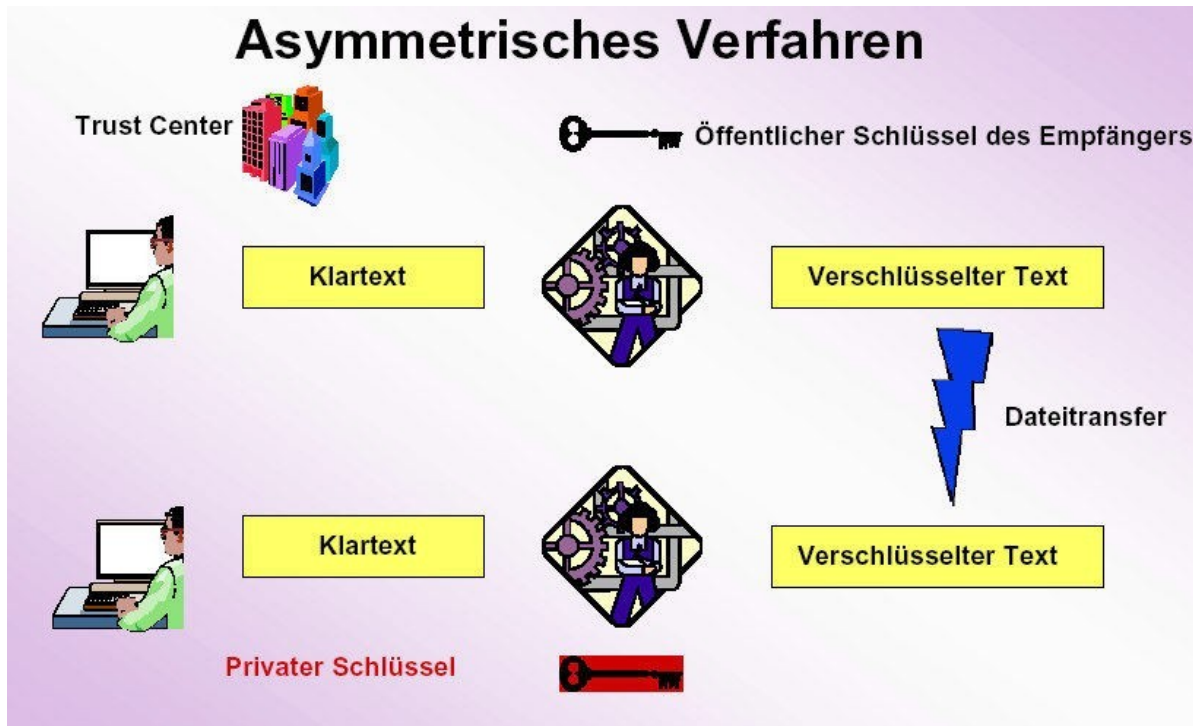 Asymmetrisches Verfahren
Trust Center
Öffentlicher Schlüssel des Empfängers
Klartext
Verschlüsselter Text
Dateitransfer
Klartext
Verschlüsselter Text
Privater Schlüssel